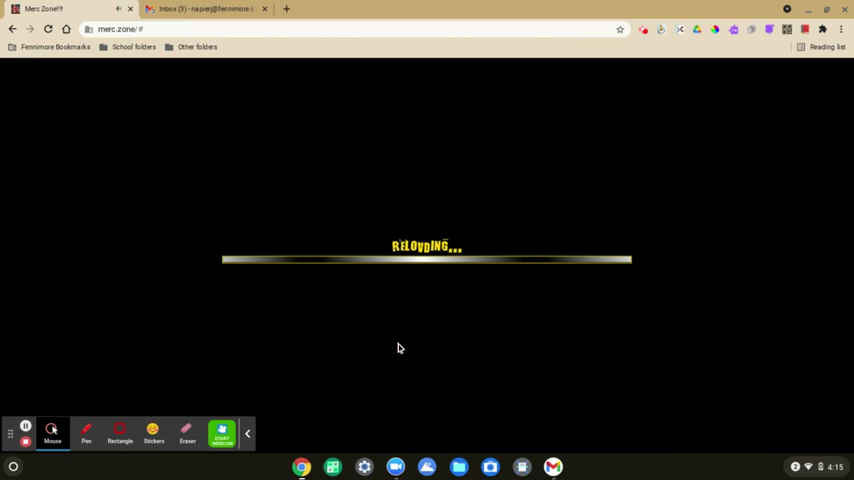 Merc Zone!!!
Inbox (3) - napierj@fennimore.k
merc.zone/#
Fennimore Bookmarks
School folders
Other folders
Reading list
RELOADING...
Mouse
Pen
Rectangle
Stickers
Eraser
START
WEBCAM
2
4:15